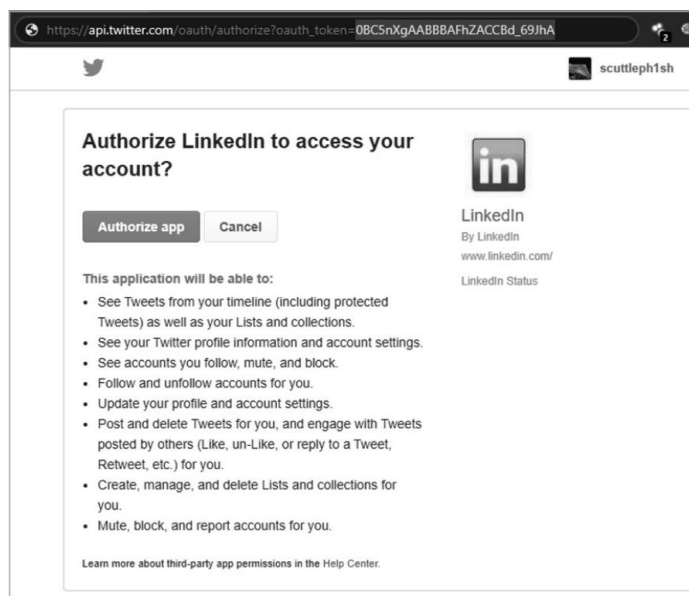 https://api.twitter.com/oauth/authorize?oauth_token=0BC5nXgAABBBAFhZACCBd_69JhA
2
scuttleph1sh
Authorize LinkedIn to access your
account?
in
Authorize app
Cancel
LinkedIn
By LinkedIn
www.linkedin.com/
LinkedIn Status
This application will be able to:
• See Tweets from your timeline (including protected
Tweets) as well as your Lists and collections.
• See your Twitter profile information and account settings.
• See accounts you follow, mute, and block.
• Follow and unfollow accounts for you.
• Update your profile and account settings.
• Post and delete Tweets for you, and engage with Tweets
posted by others (Like, un-Like, or reply to a Tweet,
Retweet, etc.) for you.
• Create, manage, and delete Lists and collections for
you.
• Mute, block, and report accounts for you.
Learn more about third-party app permissions in the Help Center.